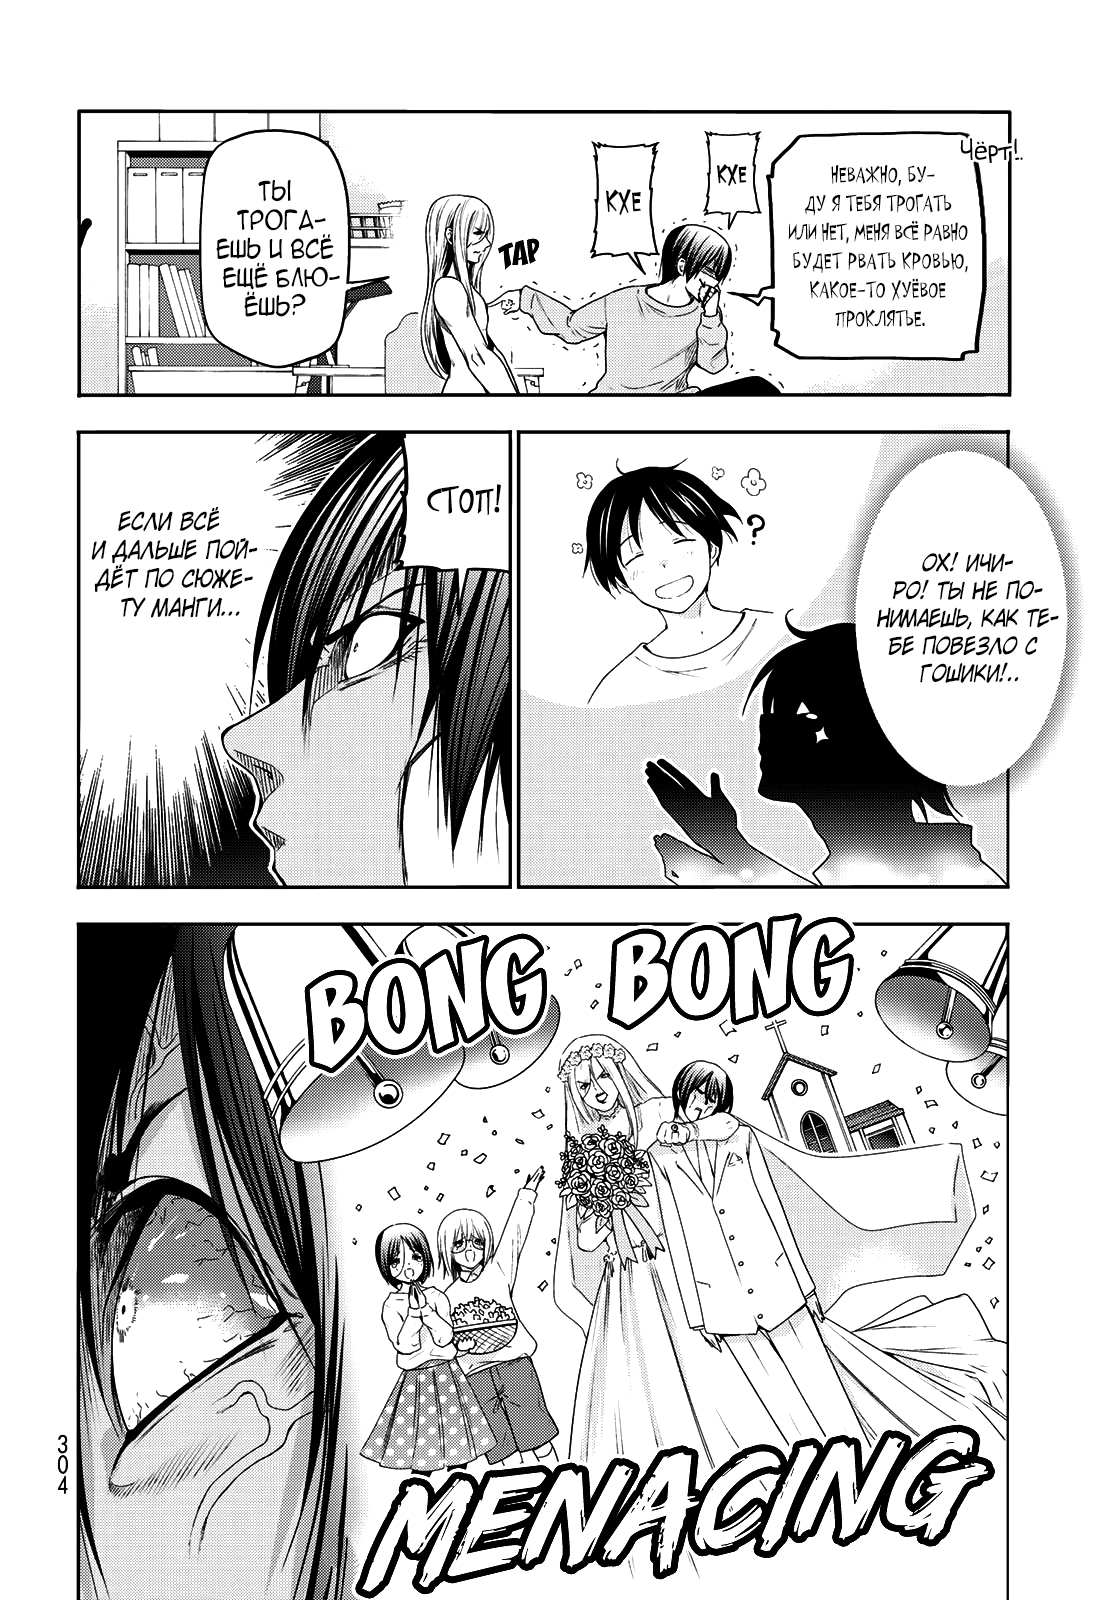 Чёрт!..
НЕВАЖНО, БУ-
ДУ Я ТЕБЯ ТРОГАТЬ
ИЛИ НЕТ, МЕНЯ ВСЁ РАВНО
БУДЕТ РВАТЬ КРОВЬЮ,
КАКОЕ-ТО ХУЁВОЕ
ПРОКЛЯТЬЕ.
КХЕ
КХЕ
ТАР
ТЫ
ТРОГА-
ЕШЬ И ВСЁ
ЕЩЁ БЛЮ-
ЁШЬ?
ОХ! ИЧИ-
РО! ТЫ НЕ ПО-
НИМАЕШЬ, КАК ТЕ-
БЕ ПОВЕЗЛО С
ГОШИКИ!..
?
СТОП!
ЕСЛИ ВСЁ
И ДАЛЬШЕ ПОЙ-
ДЁТ ПО СЮЖЕ-
ТУ МАНГИ...
BONG BONG
MENACING
304